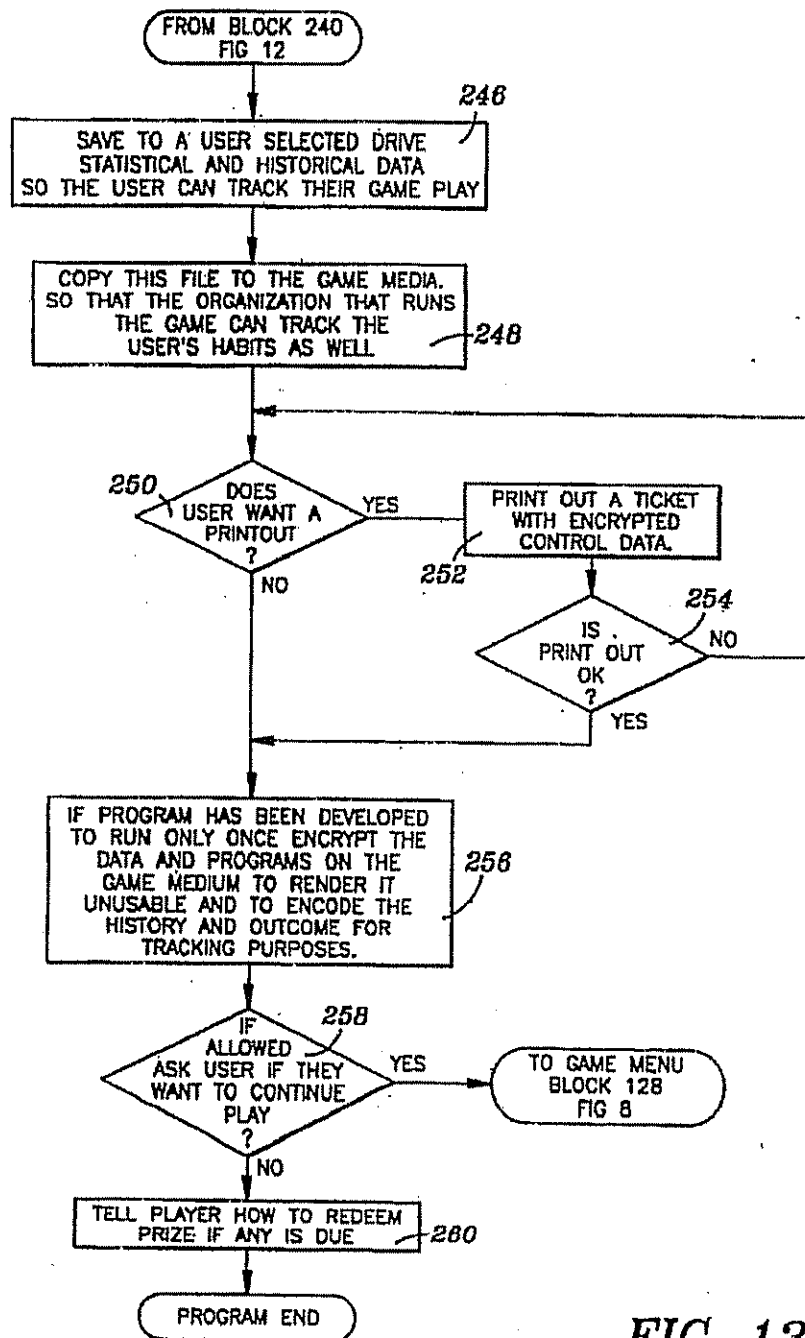 FROM BLOCK 240
FIG 12
246
SAVE TO A USER SELECTED DRIVE
STATISTICAL AND HISTORICAL DATA
SO THE USER CAN TRACK THEIR GAME PLAY
COPY THIS FILE TO THE GAME MEDIA.
SO THAT THE ORGANIZATION THAT RUNS
THE GAME CAN TRACK THE
USER'S HABITS AS WELL
248
250
DOES
USER WANT A
PRINTOUT
?
YES
NO
PRINT OUT A TICKET
WITH ENCRYPTED
CONTROL DATA.
252
254
IS
PRINT OUT
OK
?
NO
YES
IF PROGRAM HAS BEEN DEVELOPED
TO RUN ONLY ONCE ENCRYPT THE
DATA AND PROGRAMS ON THE
GAME MEDIUM TO RENDER IT
UNUSABLE AND TO ENCODE THE
HISTORY AND OUTCOME FOR
TRACKING PURPOSES.
256
258
IF
ALLOWED
ASK USER IF THEY
WANT TO CONTINUE
PLAY
?
YES
NO
TO GAME MENU
BLOCK 128
FIG 8
TELL PLAYER HOW TO REDEEM
PRIZE IF ANY IS DUE
260
PROGRAM END
FIG. 13